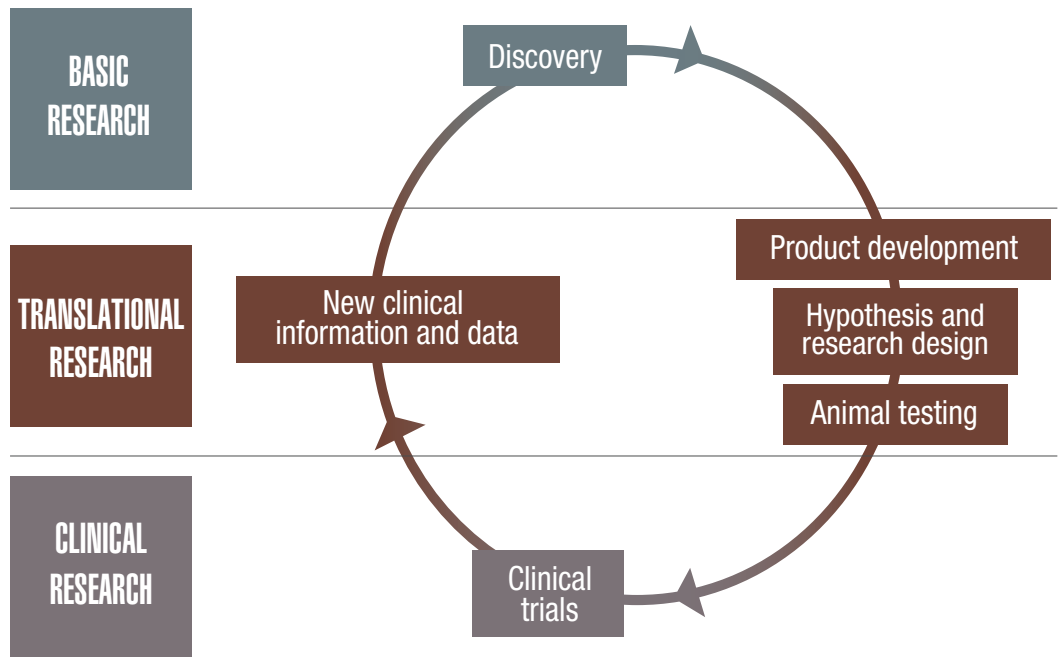 BASIC
RESEARCH
Discovery
TRANSLATIONAL
RESEARCH
New clinical
information and data
Product development
Hypothesis and
research design
Animal testing
CLINICAL
RESEARCH
Clinical
trials